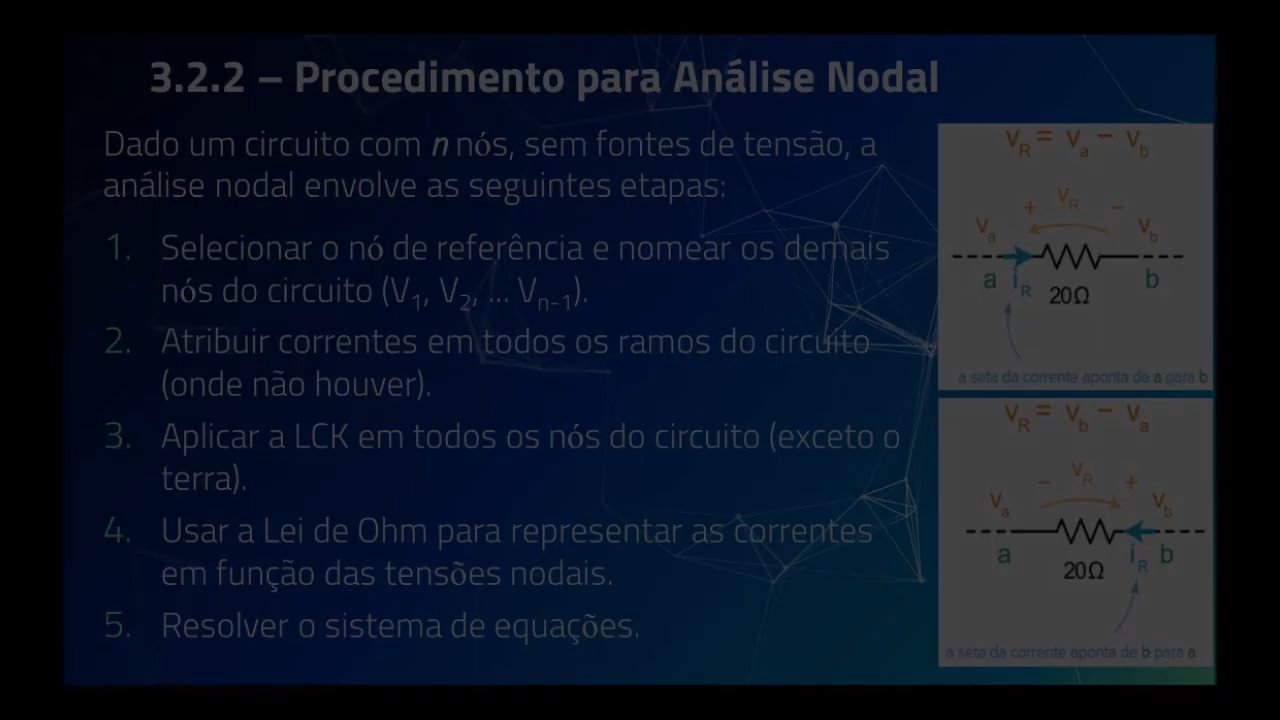 3.2.2 – Procedimento para Análise Nodal
Dado um circuito com n nós, sem fontes de tensão, a
análise nodal envolve as seguintes etapas:
1. Selecionar o nó de referência e nomear os demais
nós do circuito (V1, V2, ... Vn-1).
2. Atribuir correntes em todos os ramos do circuito
(onde não houver).
3. Aplicar a LCK em todos os nós do circuito (exceto o
terra).
4. Usar a Lei de Ohm para representar as correntes
em função das tensões nodais.
5. Resolver o sistema de equações.
VR = Va − Vb
+ VR −
Va Vb
a iR b
20Ω
a seta da corrente aponta de a para b
VR = Vb − Va
− VR +
Va Vb
a iR b
20Ω
a seta da corrente aponta de b para a